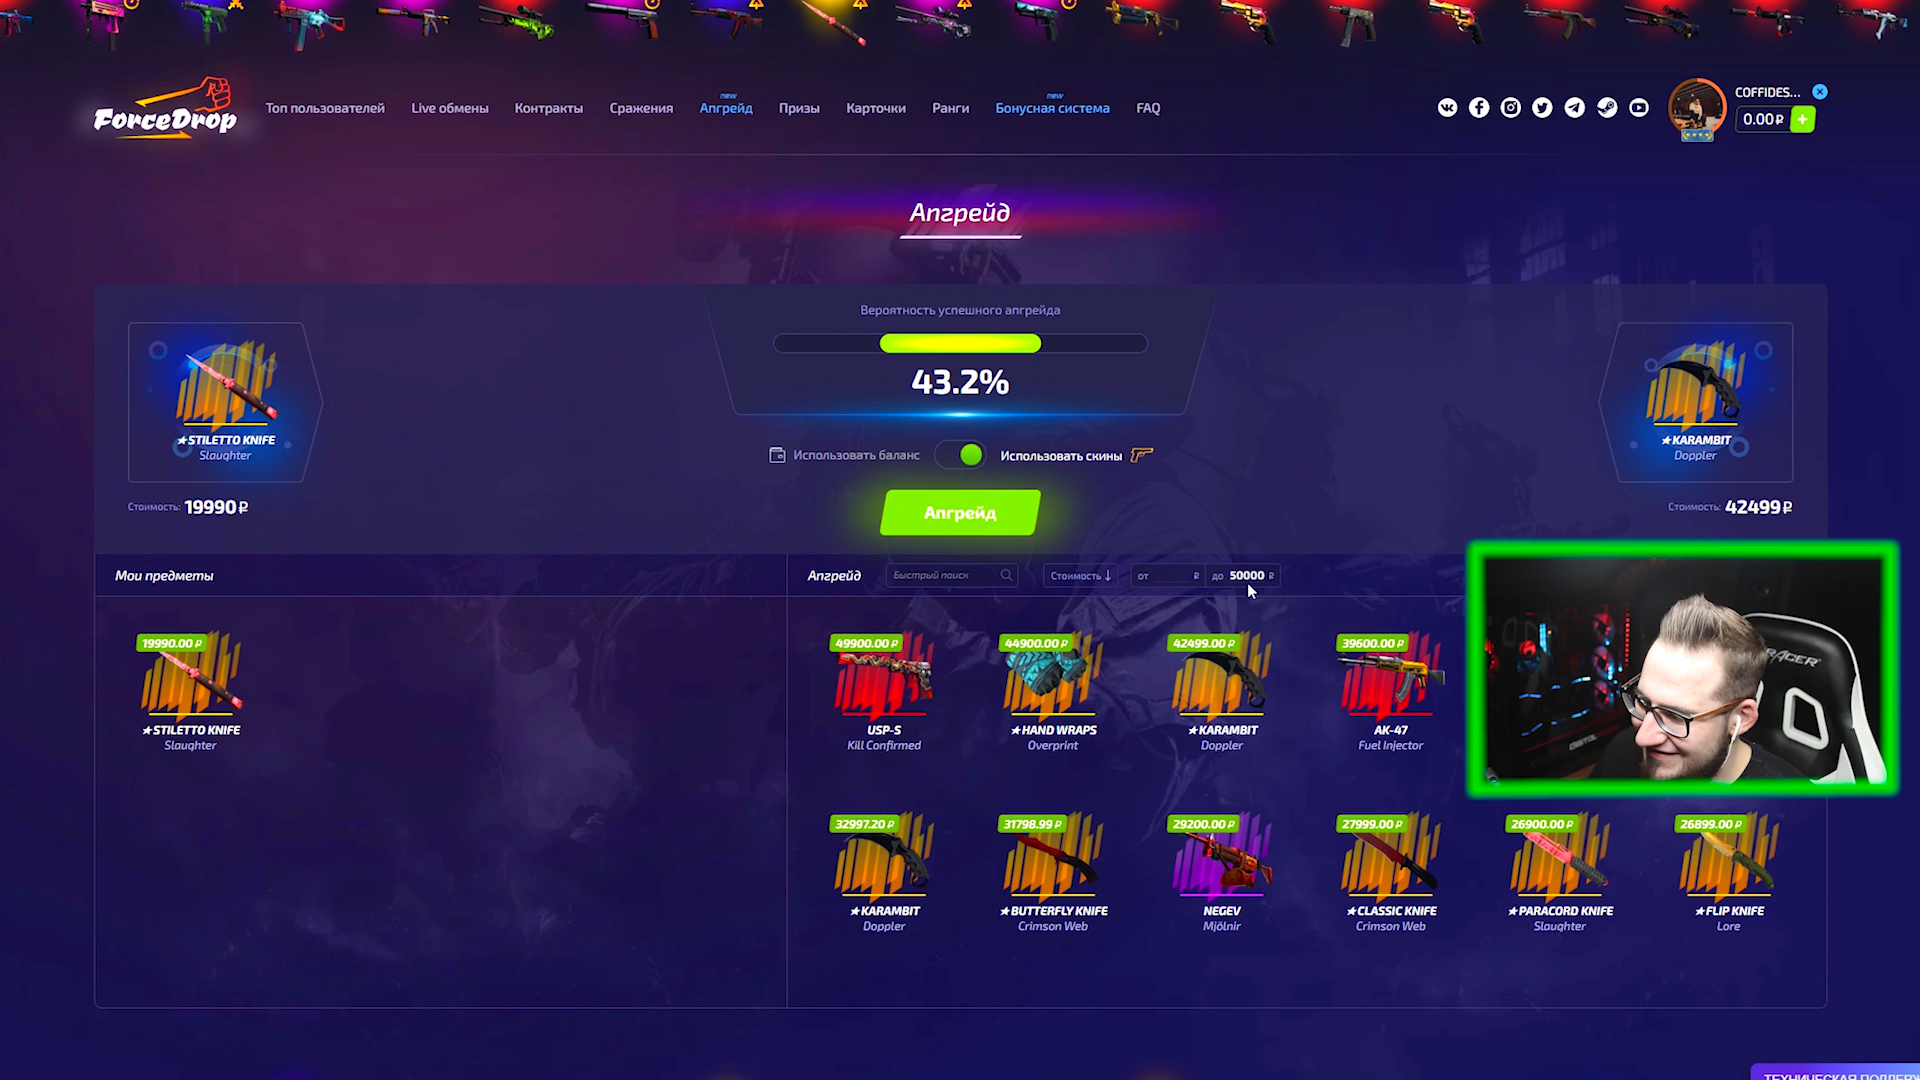 ForceDrop
Топ пользователей
Live обмены
Контракты
Сражения
new
Апгрейд
Призы
Карточки
Ранги
new
Бонусная система
FAQ
COFFIDES...
0.00₽
+
Апгрейд
Вероятность успешного апгрейда
43.2%
★STILETTO KNIFE
Slaughter
Стоимость: 19990₽
★KARAMBIT
Doppler
Стоимость: 42499₽
Использовать баланс
Использовать скины
Апгрейд
Мои предметы
Апгрейд
Быстрый поиск
Стоимость ↓
от ₽
до 50000 ₽
19990.00 ₽
★STILETTO KNIFE
Slaughter
49900.00 ₽
USP-S
Kill Confirmed
44900.00 ₽
★HAND WRAPS
Overprint
42499.00 ₽
★KARAMBIT
Doppler
39600.00 ₽
AK-47
Fuel Injector
32997.20 ₽
★KARAMBIT
Doppler
31798.99 ₽
★BUTTERFLY KNIFE
Crimson Web
29200.00 ₽
NEGEV
Mjölnir
27999.00 ₽
★CLASSIC KNIFE
Crimson Web
26900.00 ₽
★PARACORD KNIFE
Slaughter
26899.00 ₽
★FLIP KNIFE
Lore